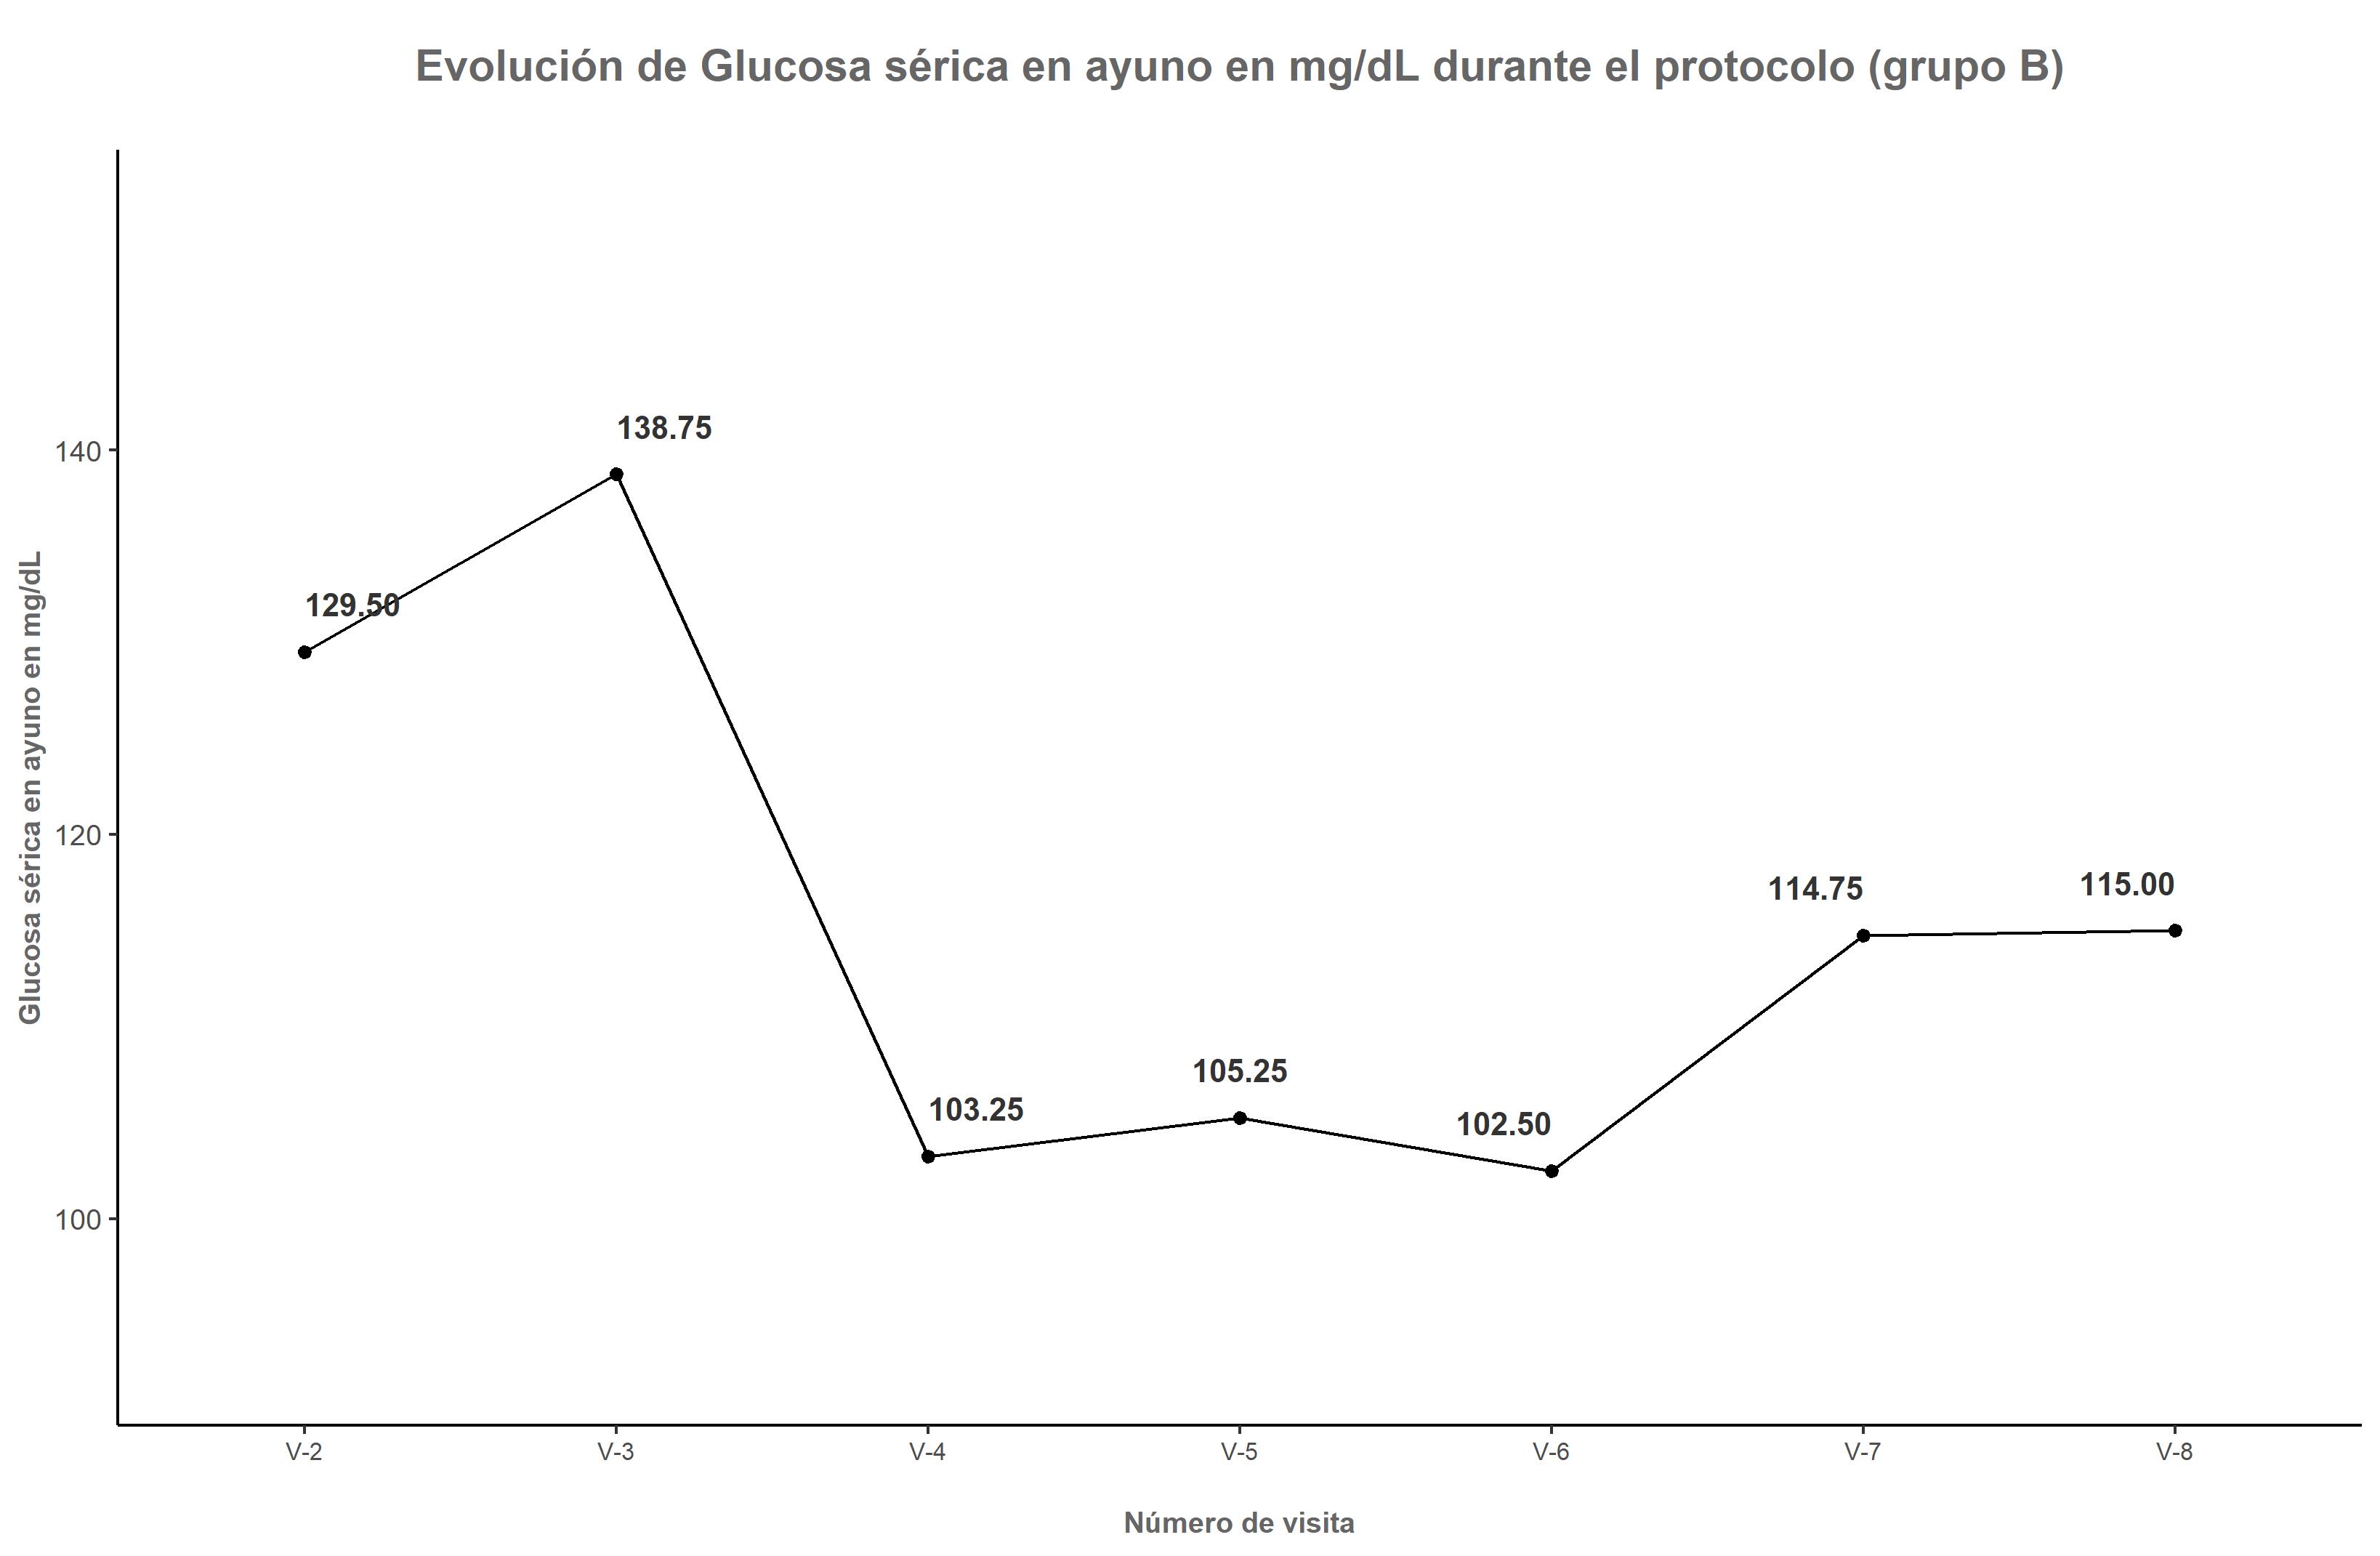 Evolución de Glucosa sérica en ayuno en mg/dL durante el protocolo (grupo B)
Glucosa sérica en ayuno en mg/dL
140
120
100
129.50
138.75
103.25
105.25
102.50
114.75
115.00
V-2
V-3
V-4
V-5
V-6
V-7
V-8
Número de visita